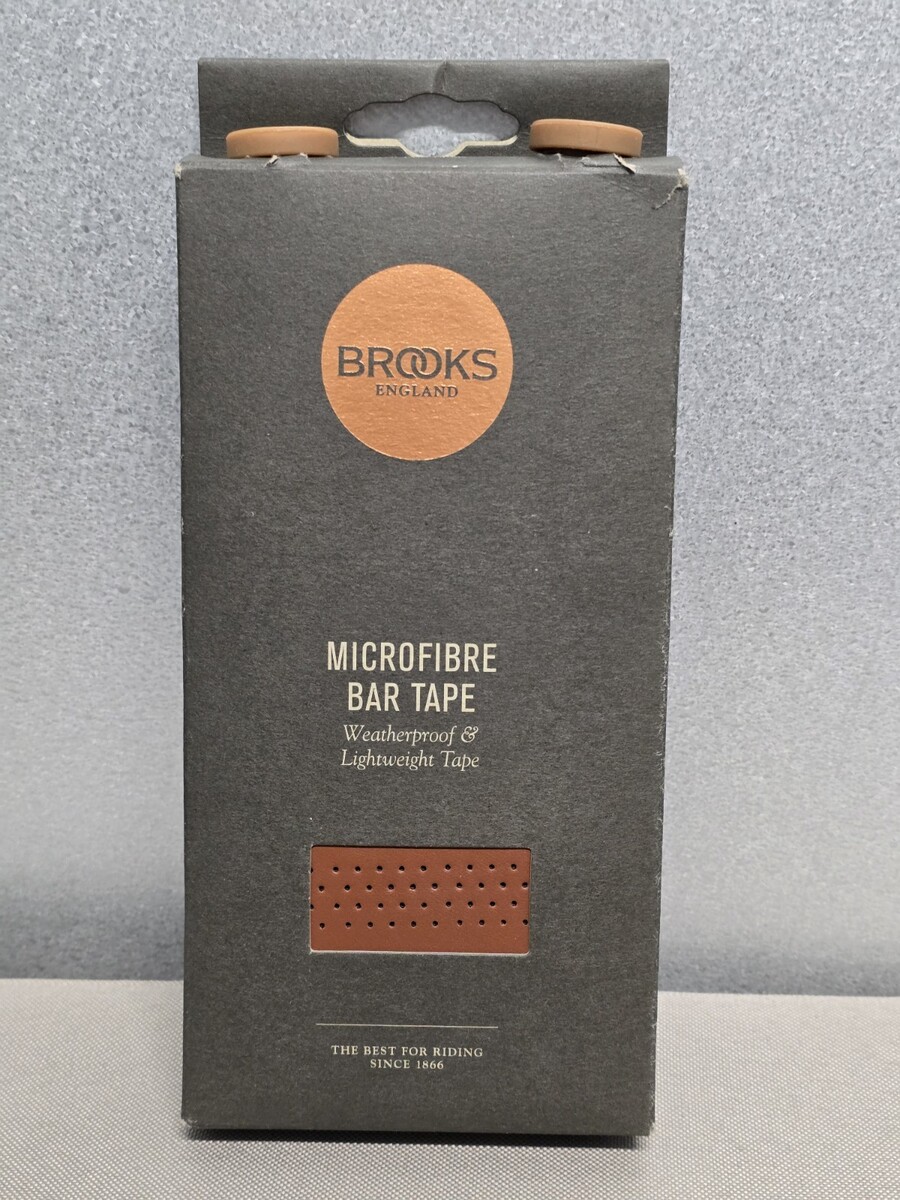 BROOKS
ENGLAND
MICROFIBRE
BAR TAPE
Weatherproof &
Lightweight Tape
THE BEST FOR RIDING
SINCE 1866